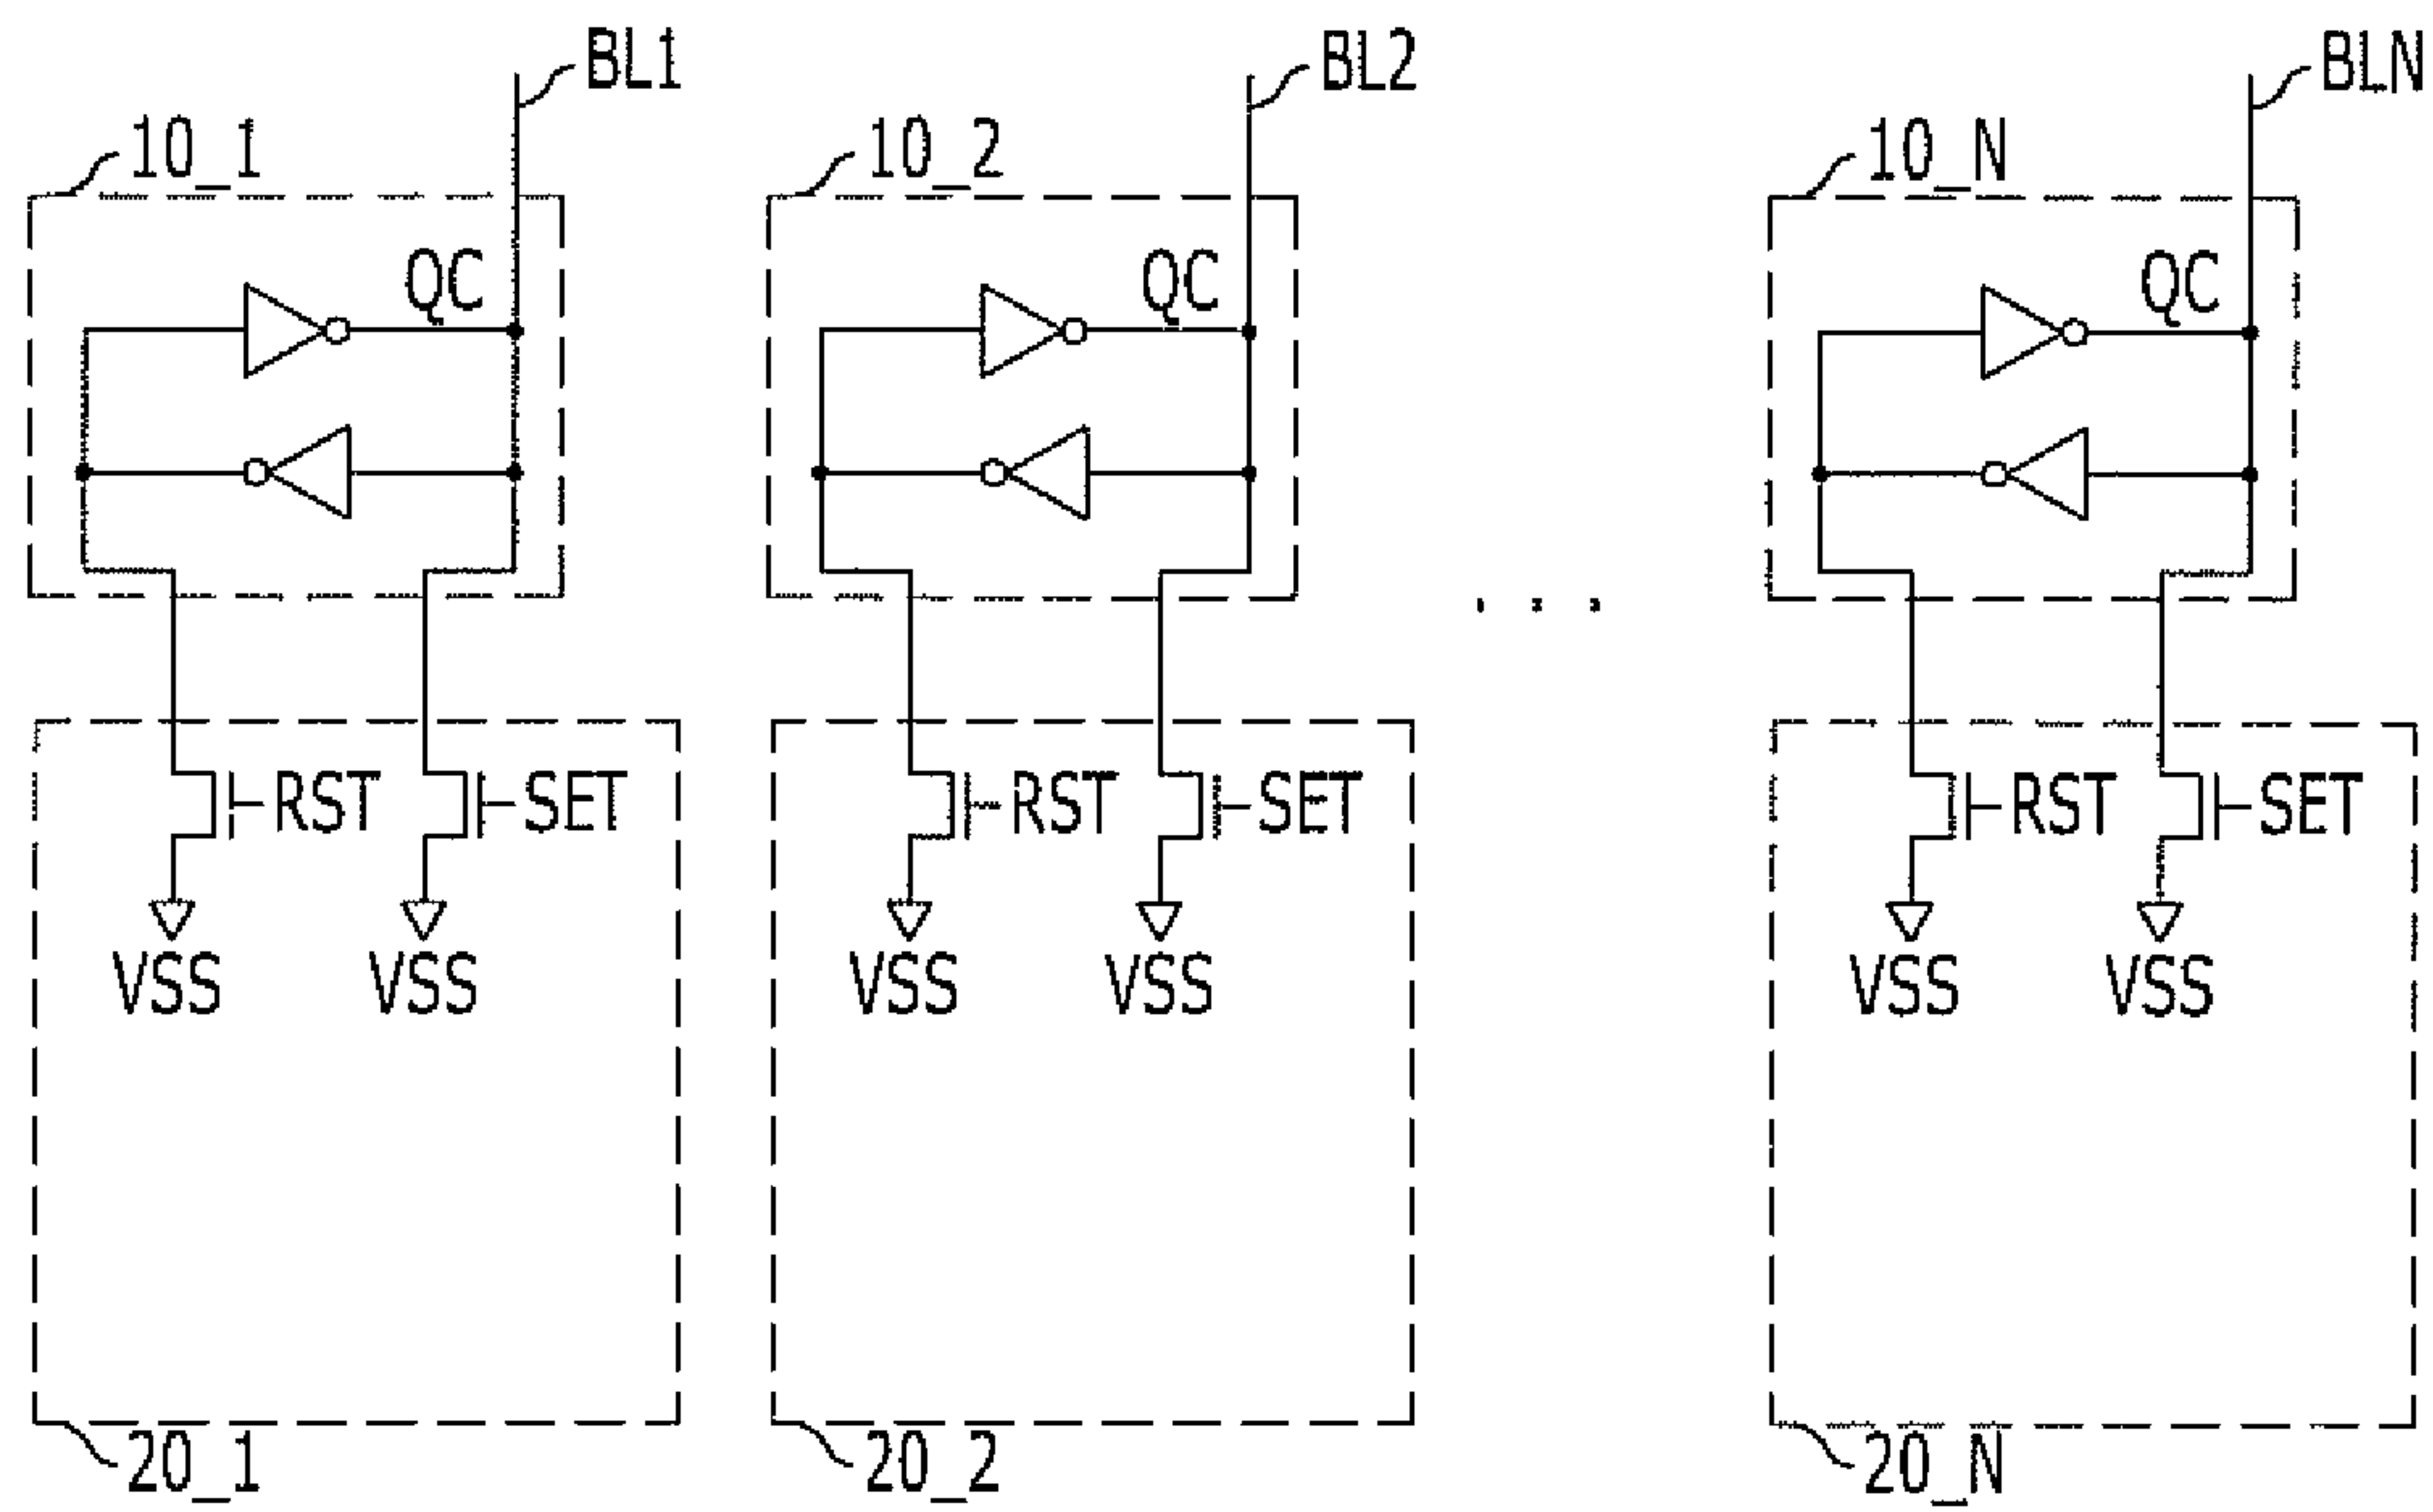 BL1
BL2
BLN
10_1
10_2
10_N
QC
QC
QC
. . .
RST
SET
RST
SET
RST
SET
VSS
VSS
VSS
VSS
VSS
VSS
20_1
20_2
20_N